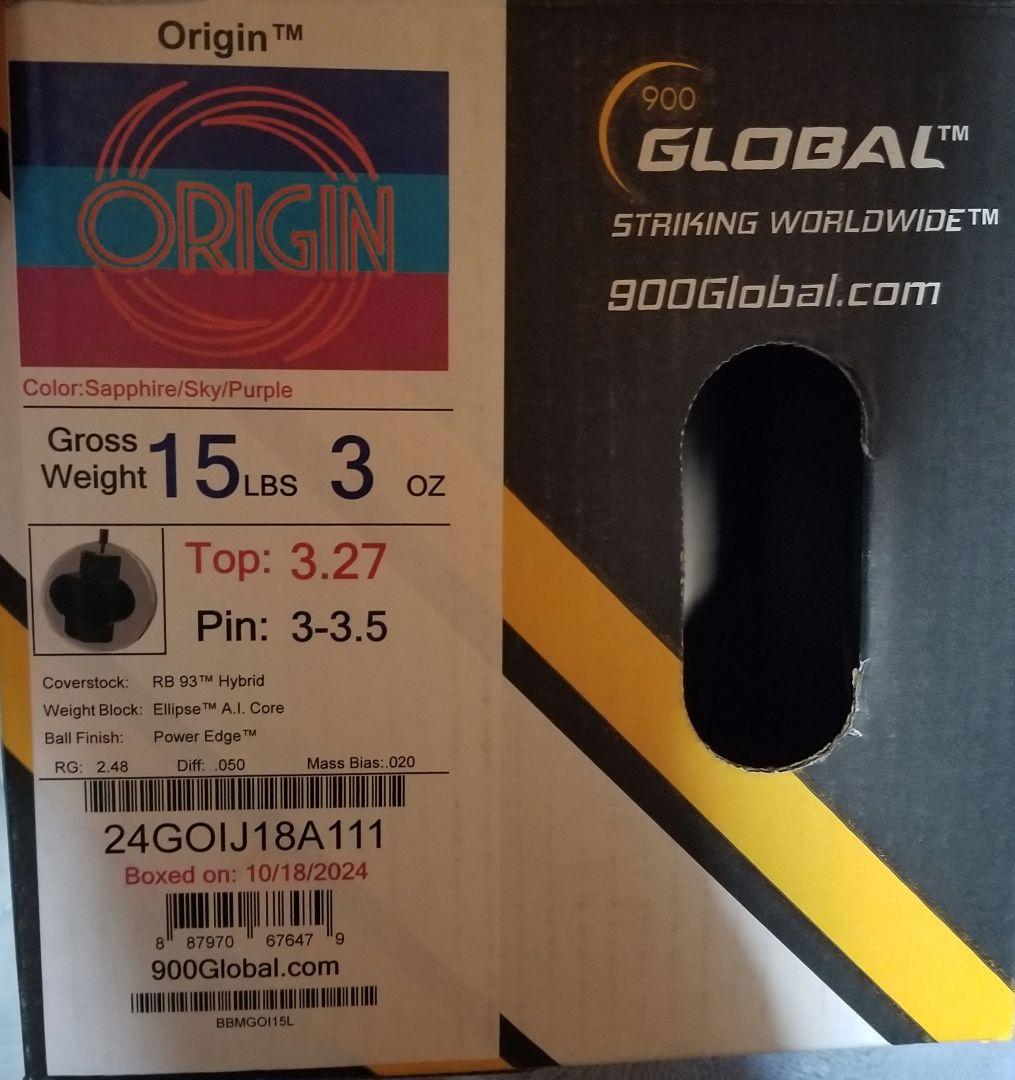 Origin™
ORIGIN
Color:Sapphire/Sky/Purple
Gross Weight 15 LBS 3 OZ
Top: 3.27
Pin: 3-3.5
Coverstock: RB 93™ Hybrid
Weight Block: Ellipse™ A.I. Core
Ball Finish: Power Edge™
RG: 2.48 Diff: .050 Mass Bias:.020
24GOIJ18A111
Boxed on: 10/18/2024
8 87970 67647 9
900Global.com
BBMGOI15L
900
GLOBAL™
STRIKING WORLDWIDE™
900Global.com